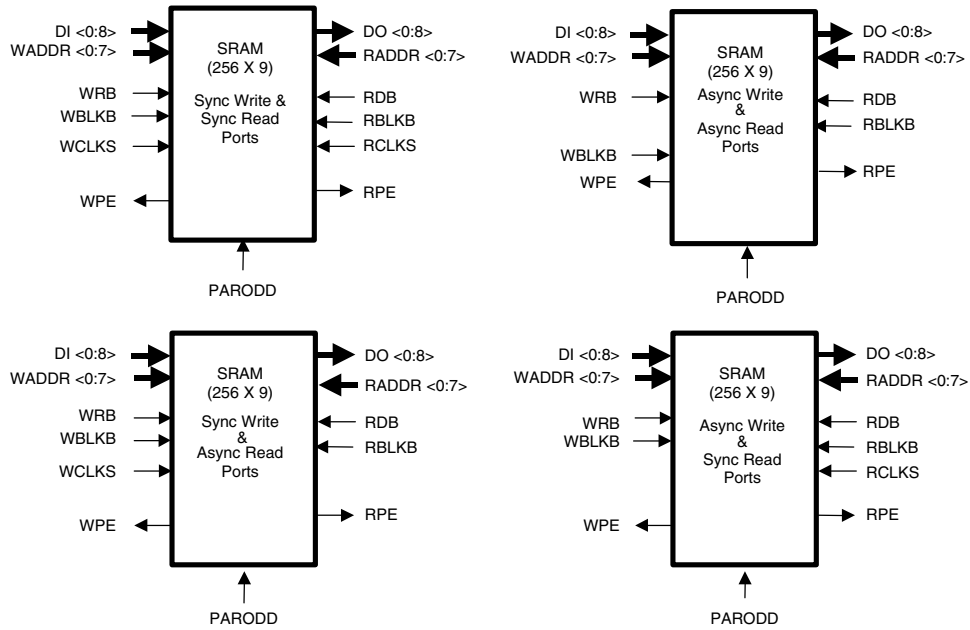 DI <0:8>
WADDR <0:7>
WRB
WBLKB
WCLKS
WPE
SRAM
(256 X 9)
Sync Write &
Sync Read
Ports
DO <0:8>
RADDR <0:7>
RDB
RBLKB
RCLKS
RPE
PARODD
DI <0:8>
WADDR <0:7>
WRB
WBLKB
WPE
SRAM
(256 X 9)
Async Write
&
Async Read
Ports
DO <0:8>
RADDR <0:7>
RDB
RBLKB
RPE
PARODD
DI <0:8>
WADDR <0:7>
WRB
WBLKB
WCLKS
WPE
SRAM
(256 X 9)
Sync Write
&
Async Read
Ports
DO <0:8>
RADDR <0:7>
RDB
RBLKB
RPE
PARODD
DI <0:8>
WADDR <0:7>
WRB
WBLKB
WPE
SRAM
(256 X 9)
Async Write
&
Sync Read
Ports
DO <0:8>
RADDR <0:7>
RDB
RBLKB
RCLKS
RPE
PARODD